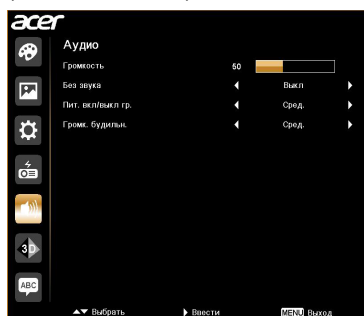 acer
Аудио
Громкость 50
Без звука Выкл
Пит. вкл/выкл гр. Сред.
Громк. будильн. Сред.
3D
ABC
Выбрать Ввести MENU Выход